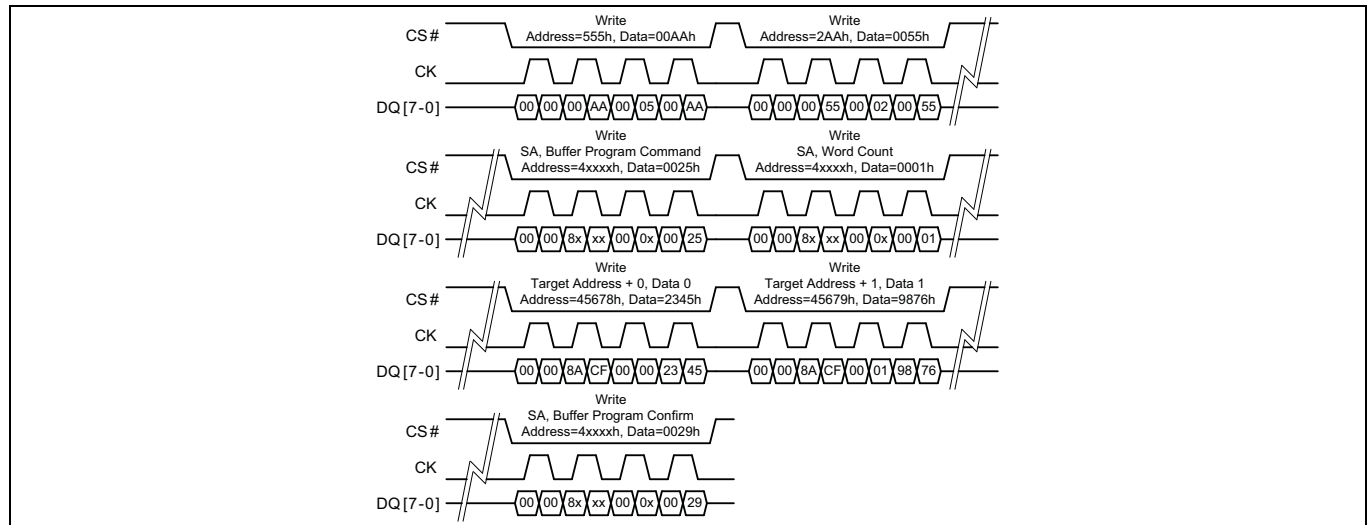 Write Write
CS# Address=555h, Data=00AAh Address=2AAh, Data=0055h
CK
DQ[7-0] 00 00 00 AA 00 05 00 AA 00 00 00 55 00 02 00 55
Write Write
SA, Buffer Program Command SA, Word Count
CS# Address=4xxxxh, Data=0025h Address=4xxxxh, Data=0001h
CK
DQ[7-0] 00 00 8x xx 00 0x 00 25 00 00 8x xx 00 0x 00 01
Write Write
Target Address + 0, Data 0 Target Address + 1, Data 1
CS# Address=45678h, Data=2345h Address=45679h, Data=9876h
CK
DQ[7-0] 00 00 8A CF 00 00 23 45 00 00 8A CF 00 01 98 76
Write
SA, Buffer Program Confirm
CS# Address=4xxxxh, Data=0029h
CK
DQ[7-0] 00 00 8x xx 00 0x 00 29